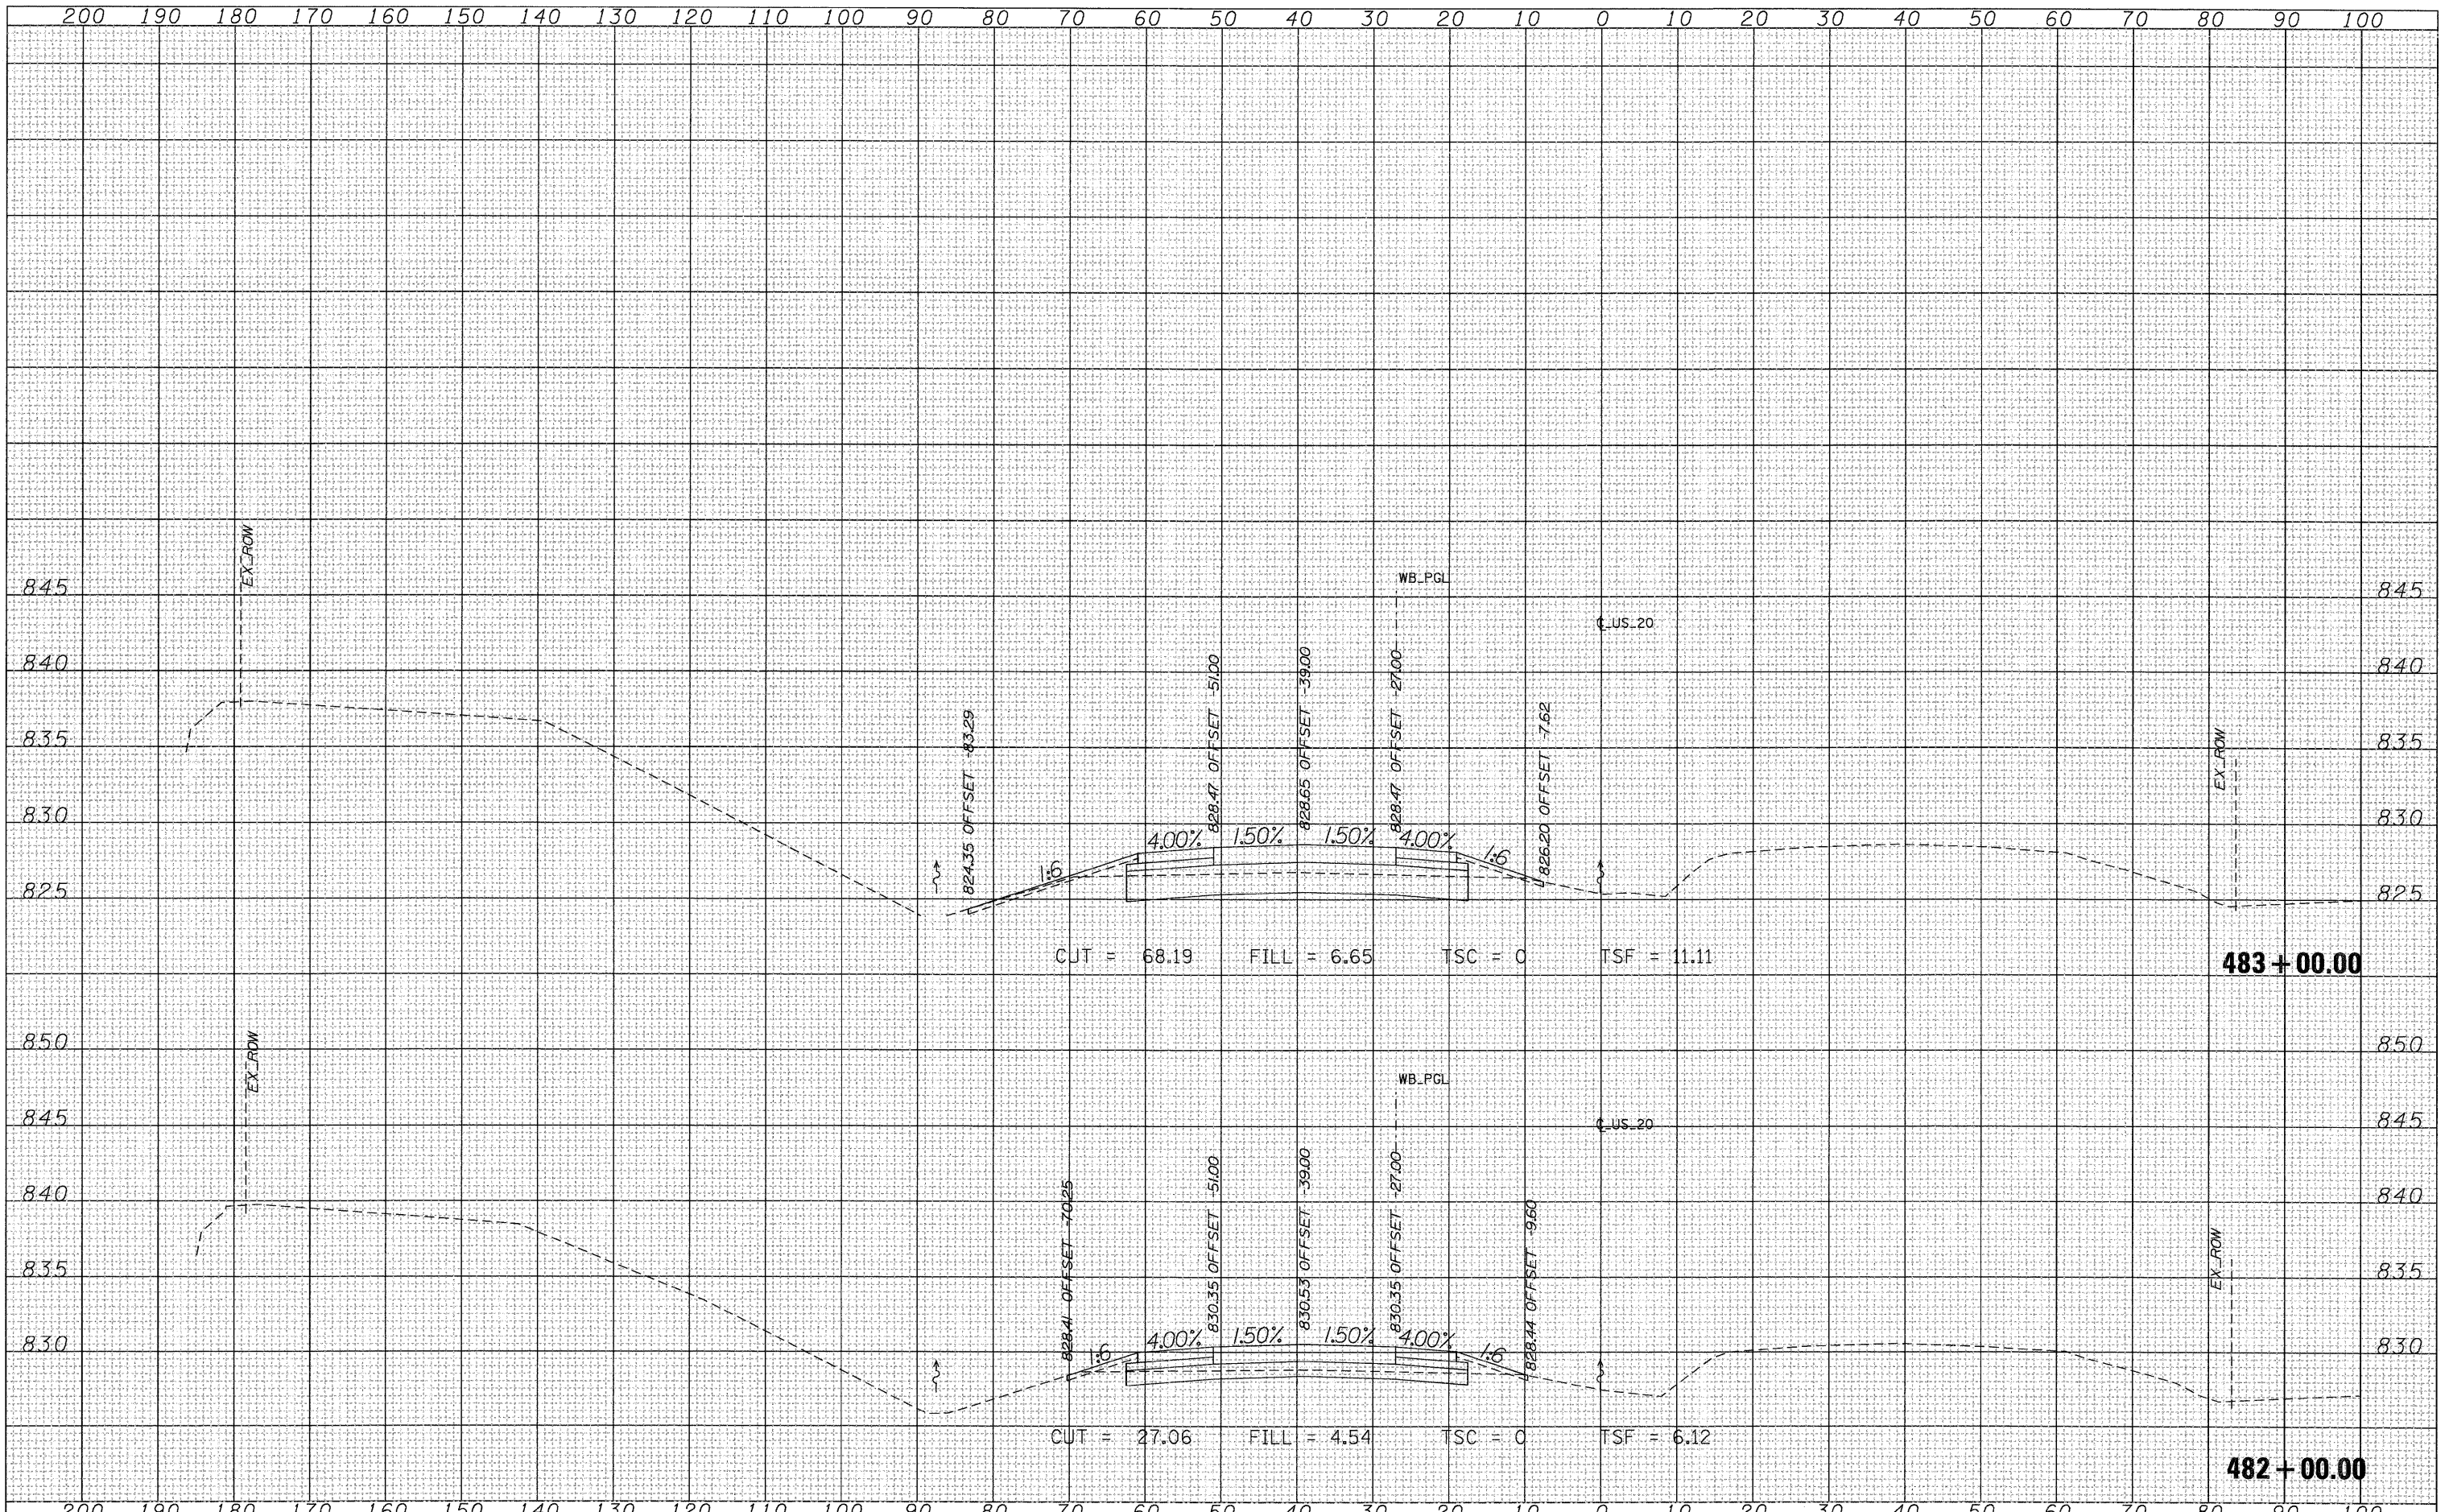 200 190 180 170 160 150 140 130 120 110 100 90 80 70 60 50 40 30 20 10 0 10 20 30 40 50 60 70 80 90 100
EX_ROW
845 WB_PGL 845
℄_US_20
840 840
824.35 OFFSET -83.29
828.47 OFFSET -51.00
828.65 OFFSET -39.00
828.47 OFFSET -27.00
826.20 OFFSET -7.62
835 EX_ROW 835
830 830
1:6 4.00% 1.50% 1.50% 4.00% 1:6
825 825
CUT = 68.19 FILL = 6.65 TSC = 0 TSF = 11.11
483+00.00
EX_ROW
850 850
WB_PGL
845 ℄_US_20 845
828.41 OFFSET -70.25
830.35 OFFSET -51.00
830.53 OFFSET -39.00
830.35 OFFSET -27.00
828.44 OFFSET -9.60
840 840
835 EX_ROW 835
830 830
1:6 4.00% 1.50% 1.50% 4.00% 1:6
CUT = 27.06 FILL = 4.54 TSC = 0 TSF = 6.12
482+00.00
200 190 180 170 160 150 140 130 120 110 100 90 80 70 60 50 40 30 20 10 0 10 20 30 40 50 60 70 80 90 100